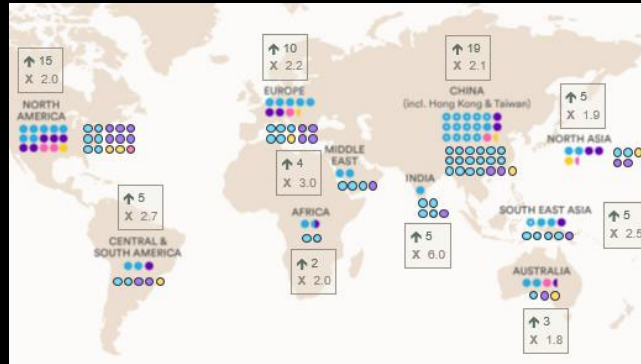 ↑ 15
X 2.0
NORTH
AMERICA
↑ 10
X 2.2
EUROPE
↑ 19
X 2.1
CHINA
(incl. Hong Kong & Taiwan)
↑ 5
X 1.9
NORTH ASIA
↑ 4
X 3.0
MIDDLE
EAST
INDIA
↑ 5
X 6.0
↑ 5
X 2.7
CENTRAL &
SOUTH AMERICA
AFRICA
↑ 2
X 2.0
SOUTH EAST ASIA
↑ 5
X 2.5
AUSTRALIA
↑ 3
X 1.8